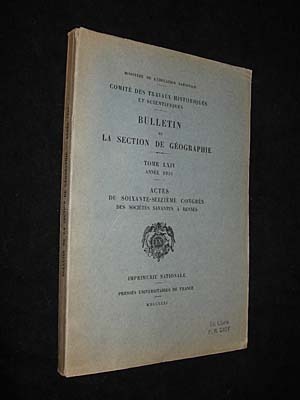 MINISTÈRE DE L'ÉDUCATION NATIONALE
COMITÉ DES TRAVAUX HISTORIQUES
ET SCIENTIFIQUES
BULLETIN
DE
LA SECTION DE GÉOGRAPHIE
TOME LXIV
ANNÉE 1951
ACTES
DU SOIXANTE-SEIZIÈME CONGRÈS
DES SOCIÉTÉS SAVANTES À RENNES
IMPRIMERIE NATIONALE
PRESSES UNIVERSITAIRES DE FRANCE